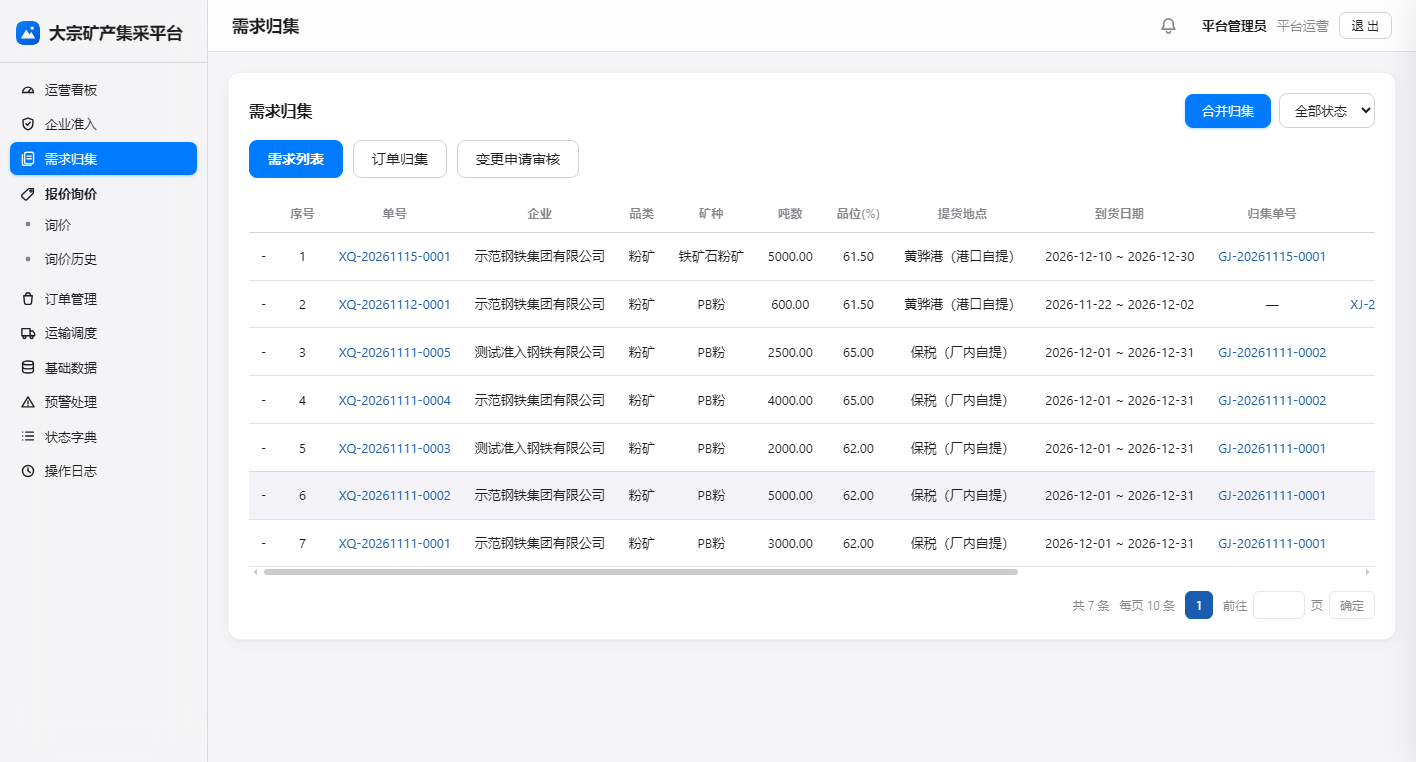 大宗矿产集采平台
需求归集
平台管理员 平台运营 退 出
运营看板
企业准入
需求归集
报价询价
询价
询价历史
订单管理
运输调度
基础数据
预警处理
状态字典
操作日志
需求归集
合并归集 全部状态
需求列表 订单归集 变更申请审核
序号 单号 企业 品类 矿种 吨数 品位(%) 提货地点 到货日期 归集单号
- 1 XQ-20261115-0001 示范钢铁集团有限公司 粉矿 铁矿石粉矿 5000.00 61.50 黄骅港（港口自提） 2026-12-10 ~ 2026-12-30 GJ-20261115-0001
- 2 XQ-20261112-0001 示范钢铁集团有限公司 粉矿 PB粉 600.00 61.50 黄骅港（港口自提） 2026-11-22 ~ 2026-12-02 — XJ-2
- 3 XQ-20261111-0005 测试准入钢铁有限公司 粉矿 PB粉 2500.00 65.00 保税（厂内自提） 2026-12-01 ~ 2026-12-31 GJ-20261111-0002
- 4 XQ-20261111-0004 示范钢铁集团有限公司 粉矿 PB粉 4000.00 65.00 保税（厂内自提） 2026-12-01 ~ 2026-12-31 GJ-20261111-0002
- 5 XQ-20261111-0003 测试准入钢铁有限公司 粉矿 PB粉 2000.00 62.00 保税（厂内自提） 2026-12-01 ~ 2026-12-31 GJ-20261111-0001
- 6 XQ-20261111-0002 示范钢铁集团有限公司 粉矿 PB粉 5000.00 62.00 保税（厂内自提） 2026-12-01 ~ 2026-12-31 GJ-20261111-0001
- 7 XQ-20261111-0001 示范钢铁集团有限公司 粉矿 PB粉 3000.00 62.00 保税（厂内自提） 2026-12-01 ~ 2026-12-31 GJ-20261111-0001
共 7 条 每页 10 条 1 前往 页 确定